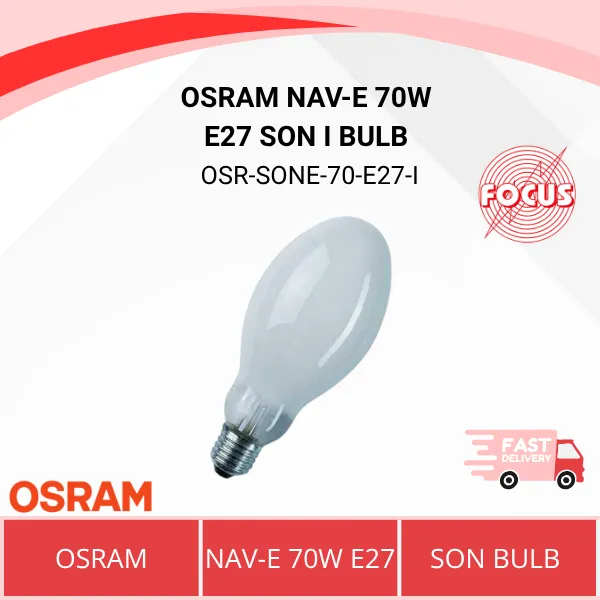 OSRAM NAV-E 70W
E27 SON I BULB
OSR-SONE-70-E27-I
FOCUS
FAST
DELIVERY
OSRAM
OSRAM
NAV-E 70W E27
SON BULB